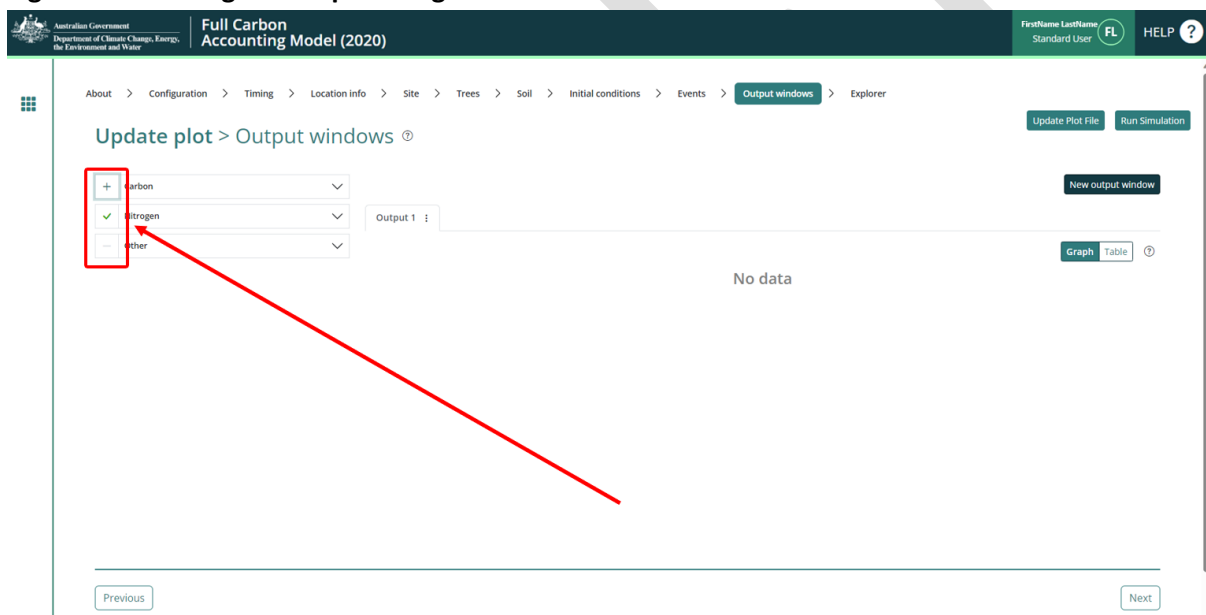 Australian Government
Department of Climate Change, Energy,
the Environment and Water
Full Carbon
Accounting Model (2020)
FirstName LastName
Standard User
FL
HELP ?
About > Configuration > Timing > Location info > Site > Trees > Soil > Initial conditions > Events > Output windows > Explorer
Update Plot File
Run Simulation
Update plot > Output windows ?
+ Carbon
New output window
Nitrogen
Output 1
Other
Graph Table ?
No data
Previous
Next